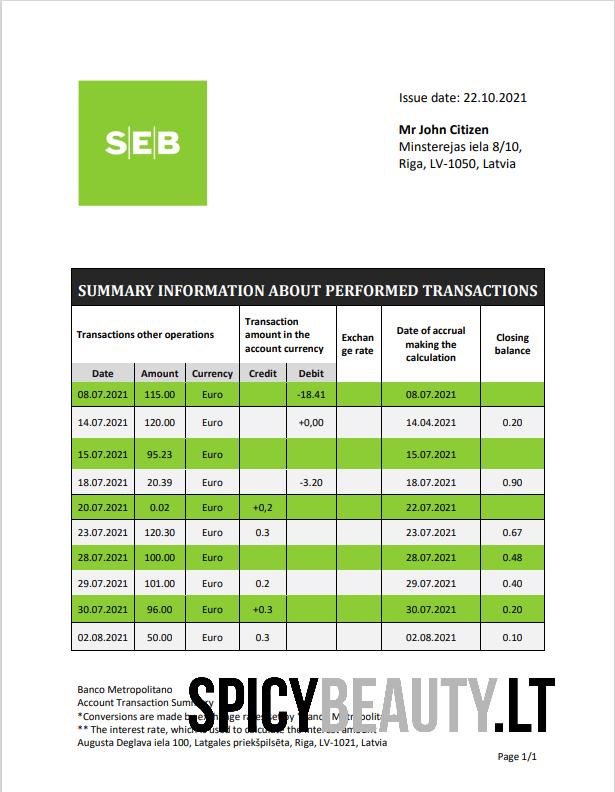 SEB
Issue date: 22.10.2021
Mr John Citizen
Minsterejas iela 8/10,
Riga, LV-1050, Latvia
SUMMARY INFORMATION ABOUT PERFORMED TRANSACTIONS
Transactions other operations Transaction amount in the account currency Exchan ge rate Date of accrual making the calculation Closing balance
Date Amount Currency Credit Debit
08.07.2021 115.00 Euro -18.41 08.07.2021
14.07.2021 120.00 Euro +0,00 14.04.2021 0.20
15.07.2021 95.23 Euro 15.07.2021
18.07.2021 20.39 Euro -3.20 18.07.2021 0.90
20.07.2021 0.02 Euro +0,2 22.07.2021
23.07.2021 120.30 Euro 0.3 23.07.2021 0.67
28.07.2021 100.00 Euro 28.07.2021 0.48
29.07.2021 101.00 Euro 0.2 29.07.2021 0.40
30.07.2021 96.00 Euro +0.3 30.07.2021 0.20
02.08.2021 50.00 Euro 0.3 02.08.2021 0.10
Banco Metropolitano
Account Transaction Summary
*Conversions are made by exchange rates set by
** The interest rate, which is used to calculate the interest amount
Augusta Deglava iela 100, Latgales priekšpilsēta, Riga, LV-1021, Latvia
SPICYBEAUTY.LT
Page 1/1